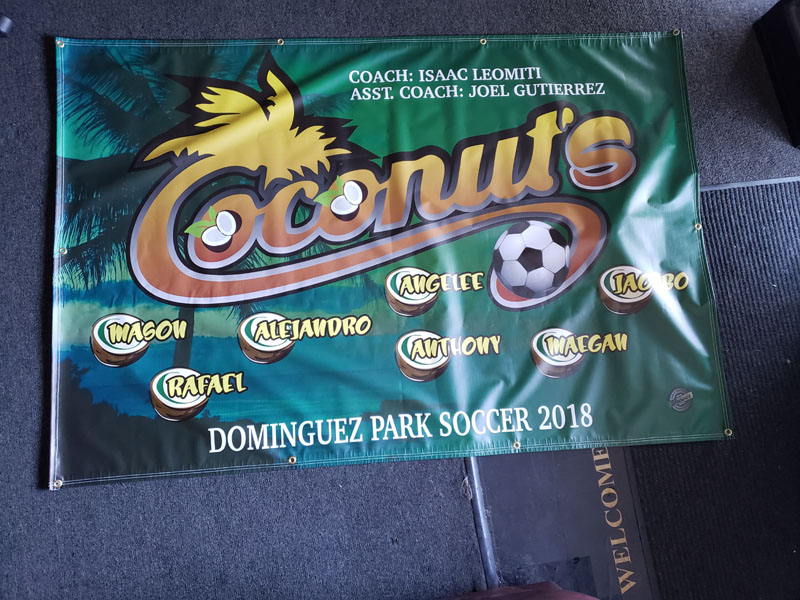 COACH: ISAAC LEOMITI
ASST. COACH: JOEL GUTIERREZ
Coconut's
ANGELEE
JACOBO
MASON
ALEJANDRO
ANTHONY
MAEGAN
RAFAEL
DOMINGUEZ PARK SOCCER 2018
WELCOME